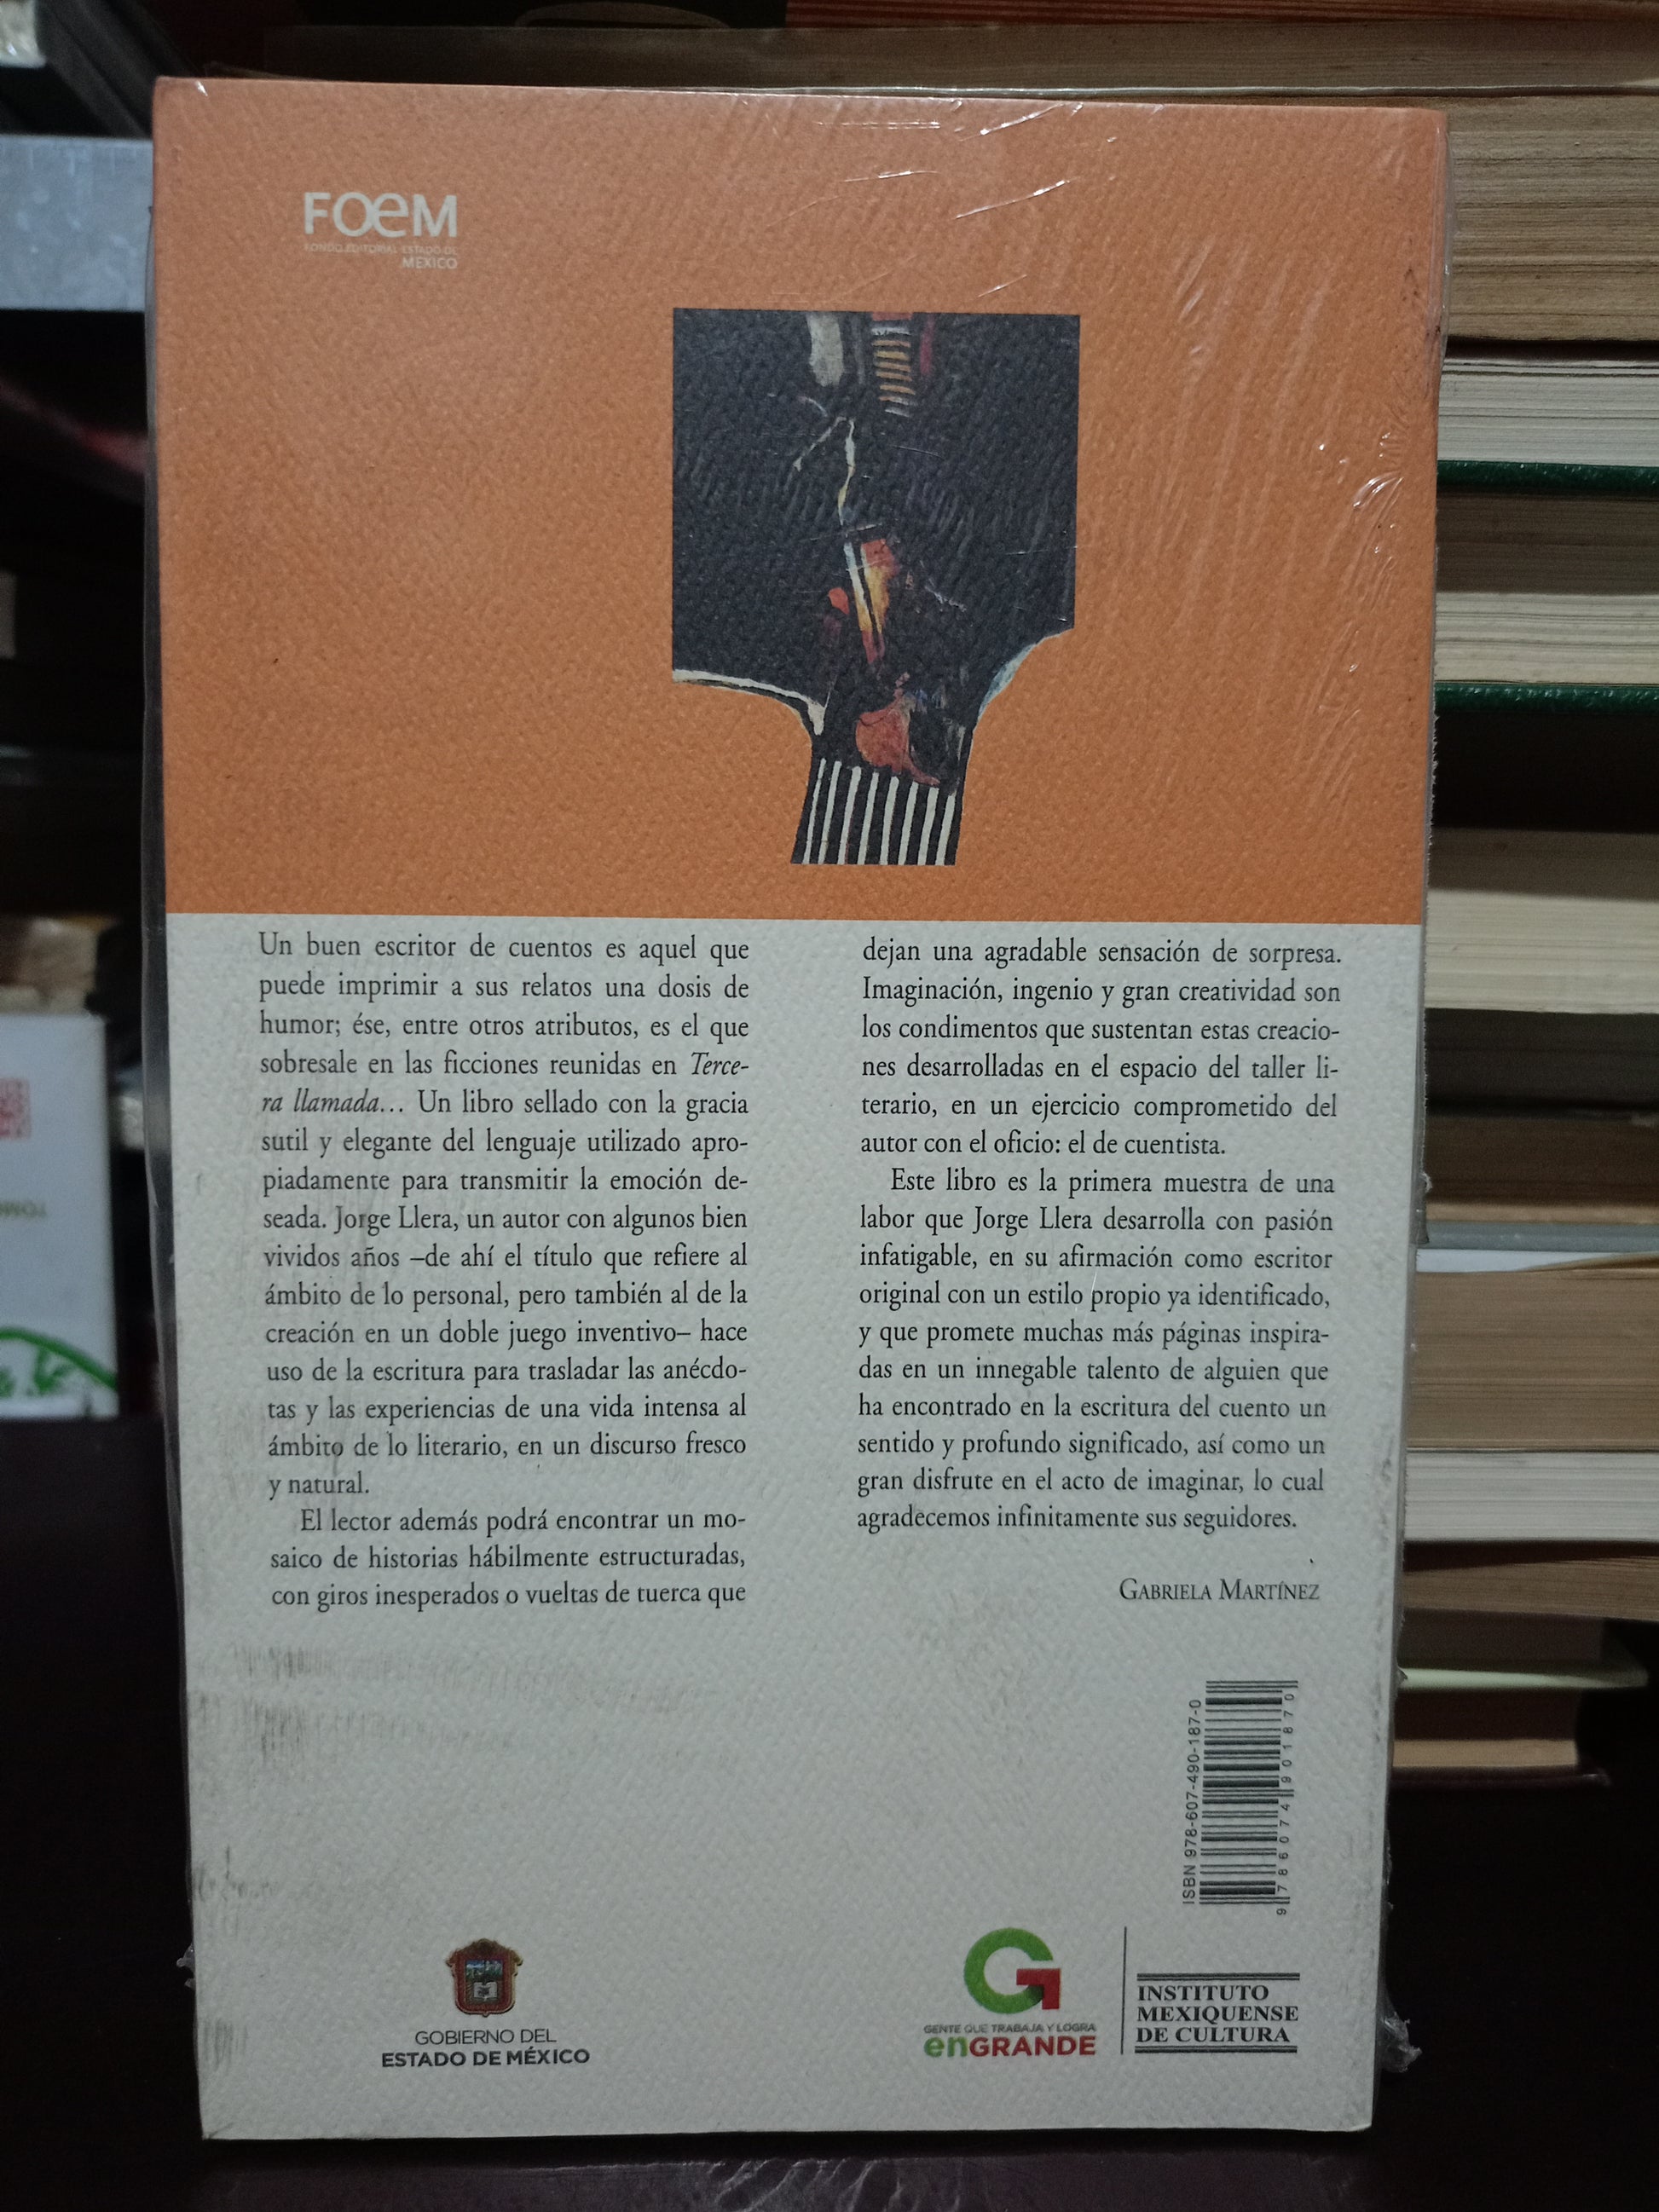 FOEM
FONDO EDITORIAL ESTADO DE
MÉXICO
Un buen escritor de cuentos es aquel que
puede imprimir a sus relatos una dosis de
humor; ése, entre otros atributos, es el que
sobresale en las ficciones reunidas en Terce-
ra llamada... Un libro sellado con la gracia
sutil y elegante del lenguaje utilizado apro-
piadamente para transmitir la emoción de-
seada. Jorge Llera, un autor con algunos bien
vividos años –de ahí el título que refiere al
ámbito de lo personal, pero también al de la
creación en un doble juego inventivo– hace
uso de la escritura para trasladar las anécdo-
tas y las experiencias de una vida intensa al
ámbito de lo literario, en un discurso fresco
y natural.
El lector además podrá encontrar un mo-
saico de historias hábilmente estructuradas,
con giros inesperados o vueltas de tuerca que
dejan una agradable sensación de sorpresa.
Imaginación, ingenio y gran creatividad son
los condimentos que sustentan estas creacio-
nes desarrolladas en el espacio del taller li-
terario, en un ejercicio comprometido del
autor con el oficio: el de cuentista.
Este libro es la primera muestra de una
labor que Jorge Llera desarrolla con pasión
infatigable, en su afirmación como escritor
original con un estilo propio ya identificado,
y que promete muchas más páginas inspira-
das en un innegable talento de alguien que
ha encontrado en la escritura del cuento un
sentido y profundo significado, así como un
gran disfrute en el acto de imaginar, lo cual
agradecemos infinitamente sus seguidores.
GABRIELA MARTÍNEZ
ISBN 978-607-490-187-0
9 786074 901870
GOBIERNO DEL
ESTADO DE MÉXICO
GENTE QUE TRABAJA Y LOGRA
enGRANDE
INSTITUTO
MEXIQUENSE
DE CULTURA